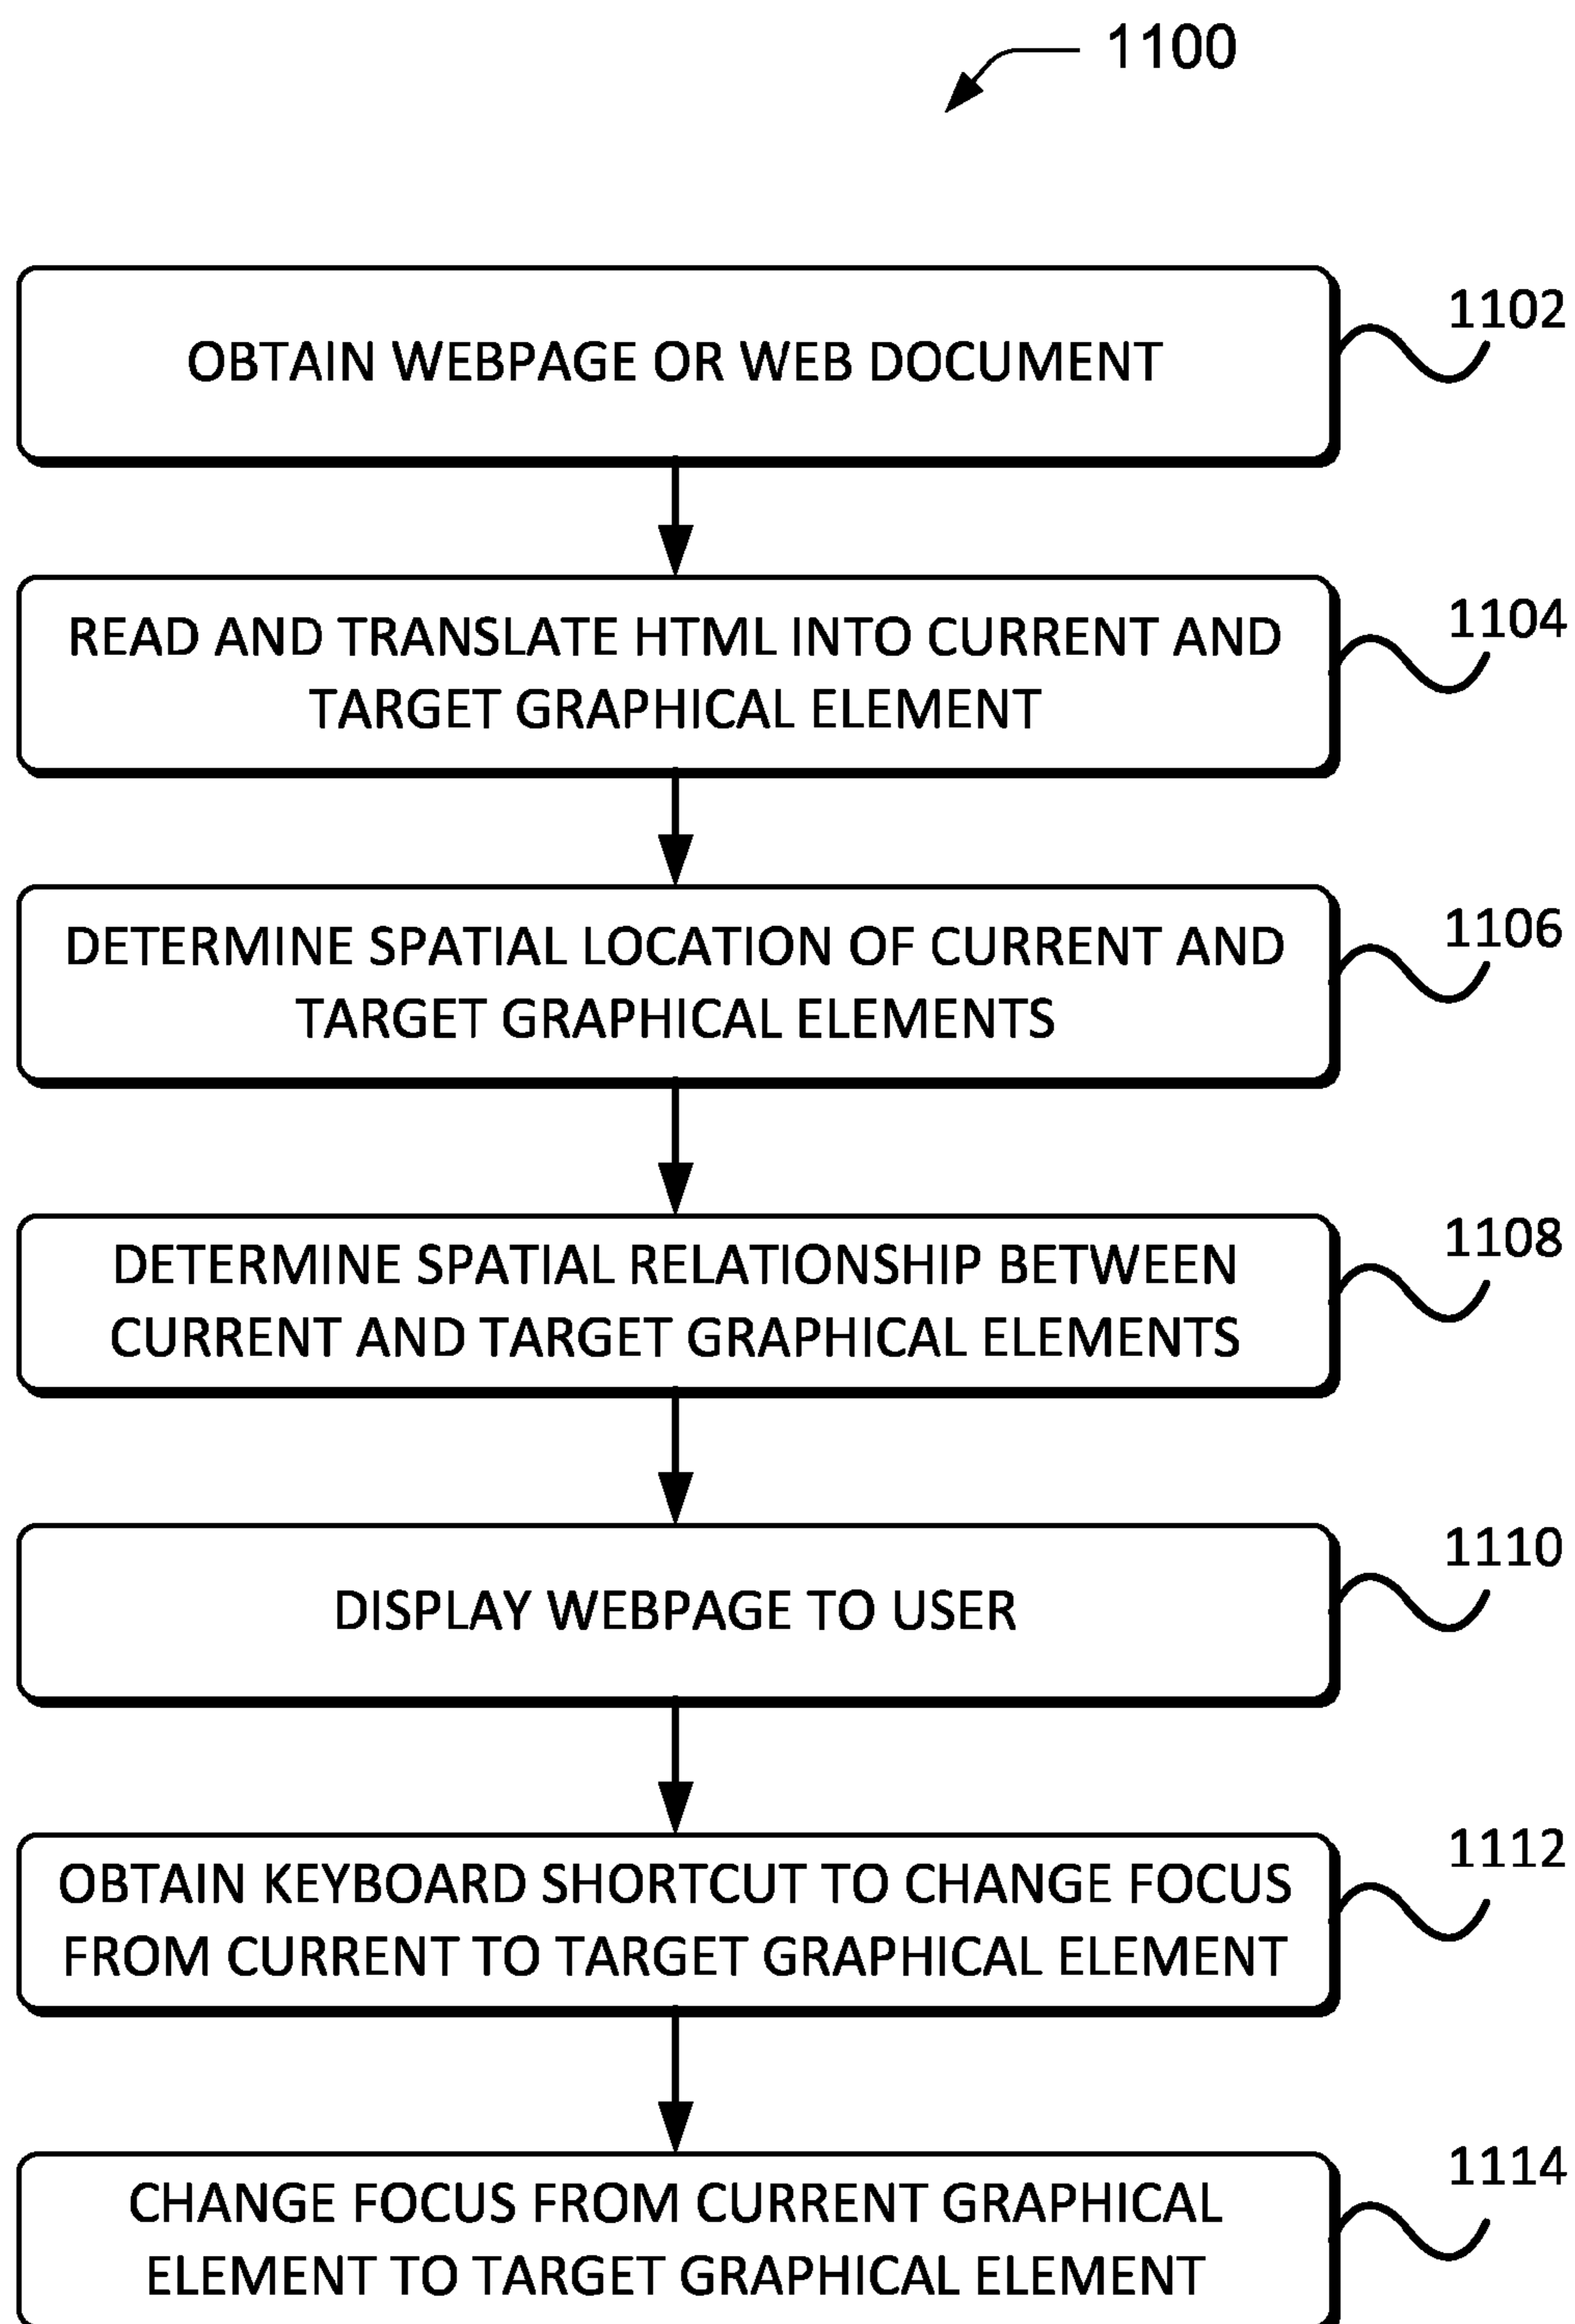 1100
OBTAIN WEBPAGE OR WEB DOCUMENT
1102
READ AND TRANSLATE HTML INTO CURRENT AND
TARGET GRAPHICAL ELEMENT
1104
DETERMINE SPATIAL LOCATION OF CURRENT AND
TARGET GRAPHICAL ELEMENTS
1106
DETERMINE SPATIAL RELATIONSHIP BETWEEN
CURRENT AND TARGET GRAPHICAL ELEMENTS
1108
DISPLAY WEBPAGE TO USER
1110
OBTAIN KEYBOARD SHORTCUT TO CHANGE FOCUS
FROM CURRENT TO TARGET GRAPHICAL ELEMENT
1112
CHANGE FOCUS FROM CURRENT GRAPHICAL
ELEMENT TO TARGET GRAPHICAL ELEMENT
1114